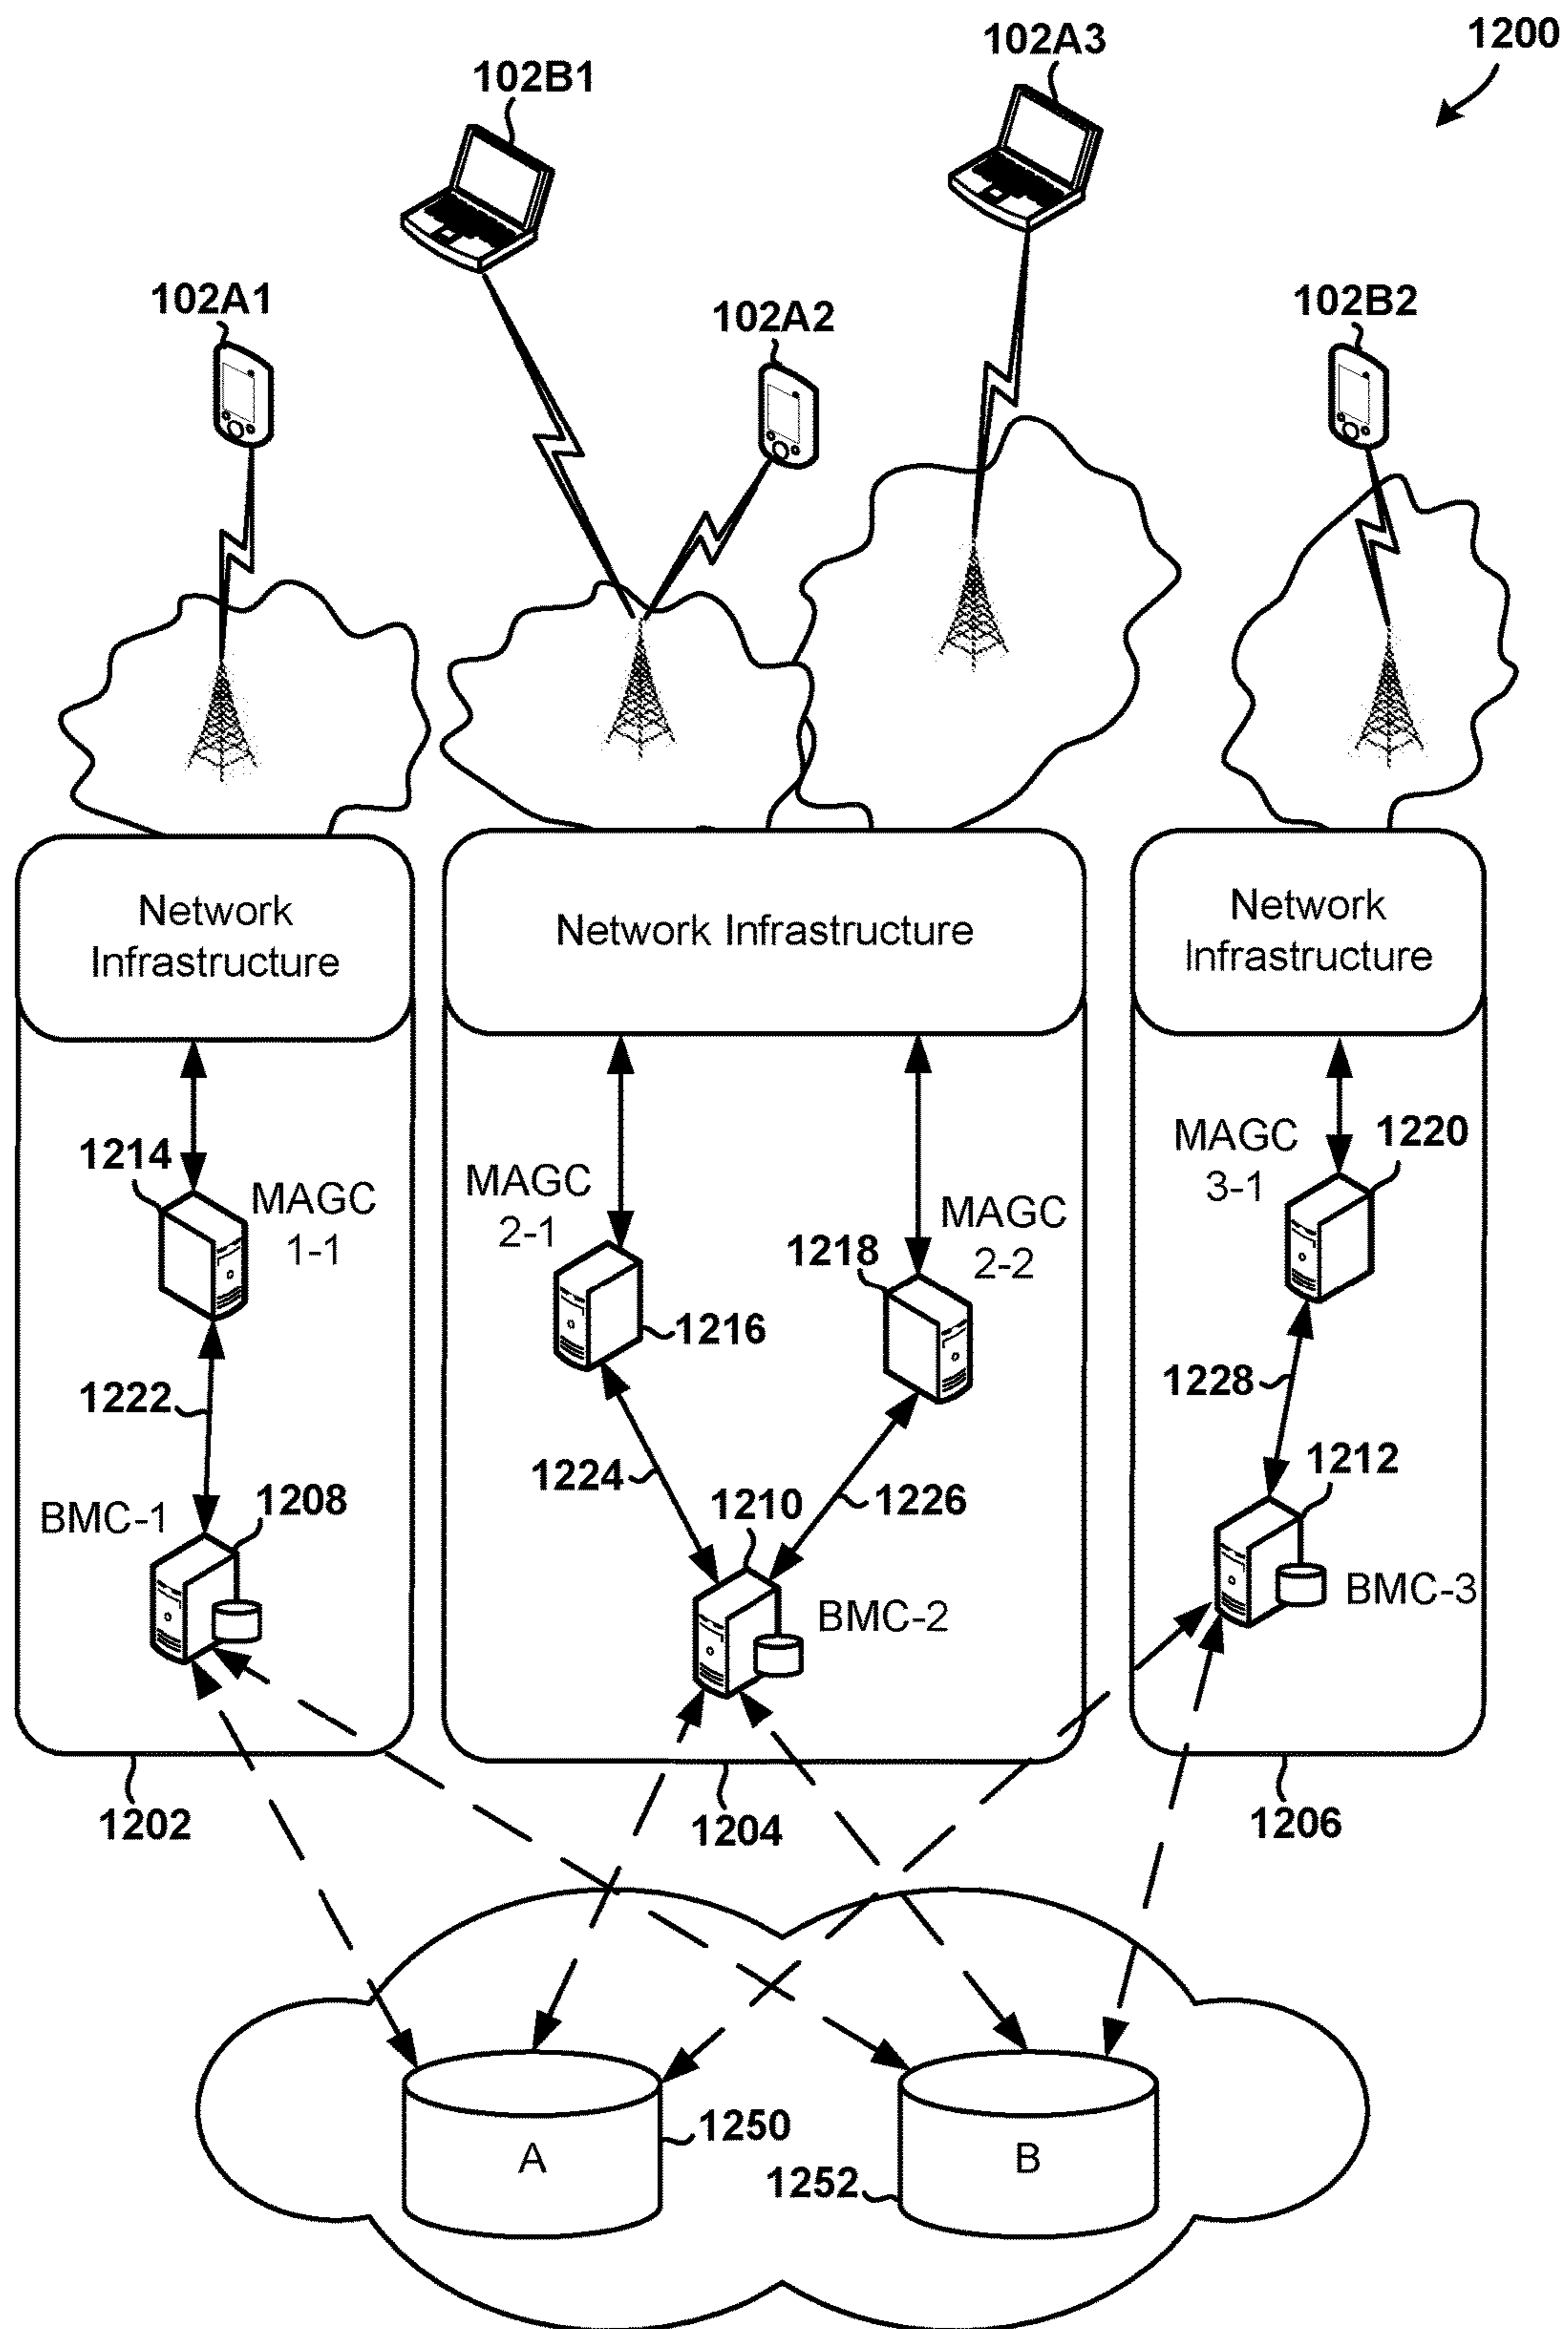 1200
102A3
102B1
102A1
102A2
102B2
Network
Infrastructure
Network Infrastructure
Network
Infrastructure
1214
MAGC
1-1
MAGC
2-1
1216
1218
MAGC
2-2
MAGC
3-1
1220
1222
1224
1226
1228
BMC-1
1208
1210
BMC-2
1212
BMC-3
1202
1204
1206
A
1250
1252
B